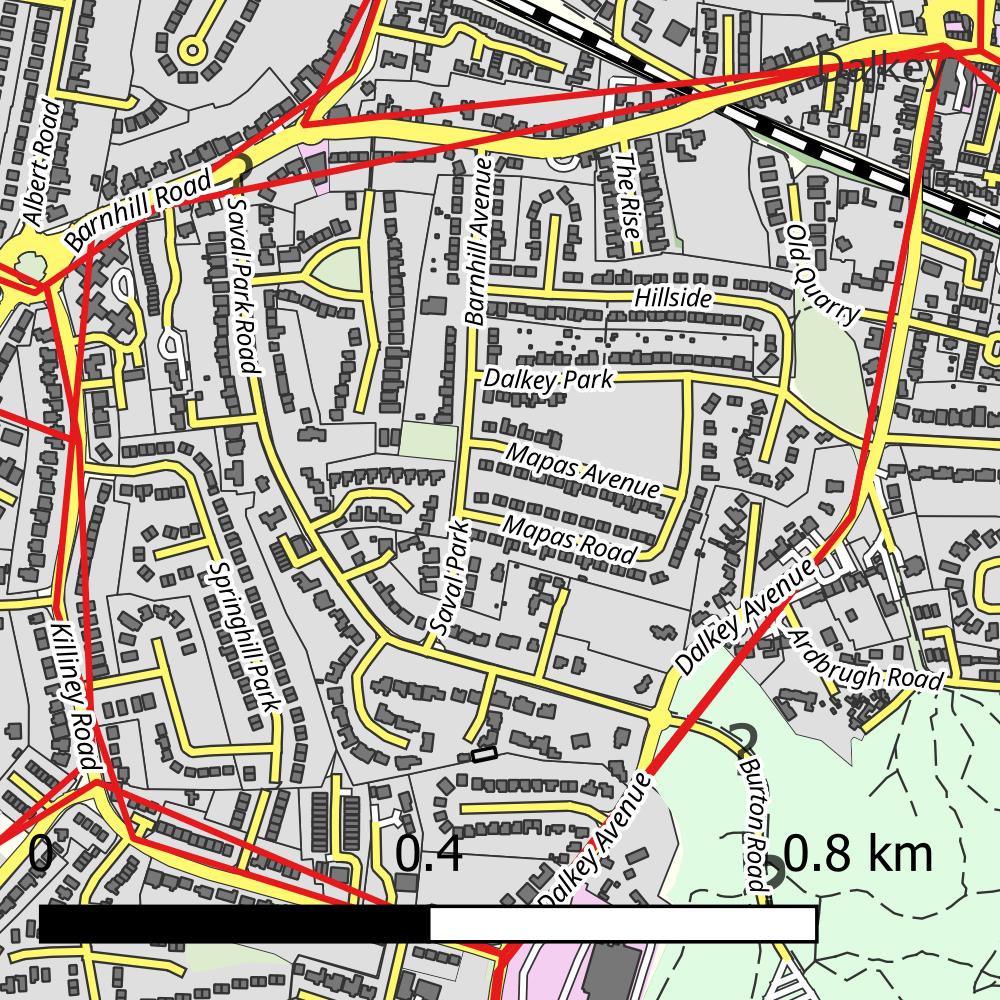 Dalkey
Albert Road
Barnhill Road
Saval Park Road
Barnhill Avenue
The Rise
Old Quarry
Hillside
Dalkey Park
Mapas Avenue
Mapas Road
Saval Park
Springhill Park
Killiney Road
Dalkey Avenue
Ardbrugh Road
Burton Road
Dalkey Avenue
0
0.4
0.8 km
?
?
?